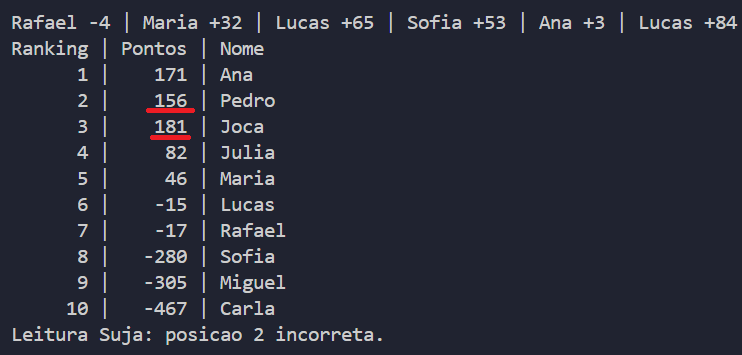 Rafael -4 | Maria +32 | Lucas +65 | Sofia +53 | Ana +3 | Lucas +84
Ranking | Pontos | Nome
1 | 171 | Ana
2 | 156 | Pedro
3 | 181 | Joca
4 | 82 | Julia
5 | 46 | Maria
6 | -15 | Lucas
7 | -17 | Rafael
8 | -280 | Sofia
9 | -305 | Miguel
10 | -467 | Carla
Leitura Suja: posicao 2 incorreta.